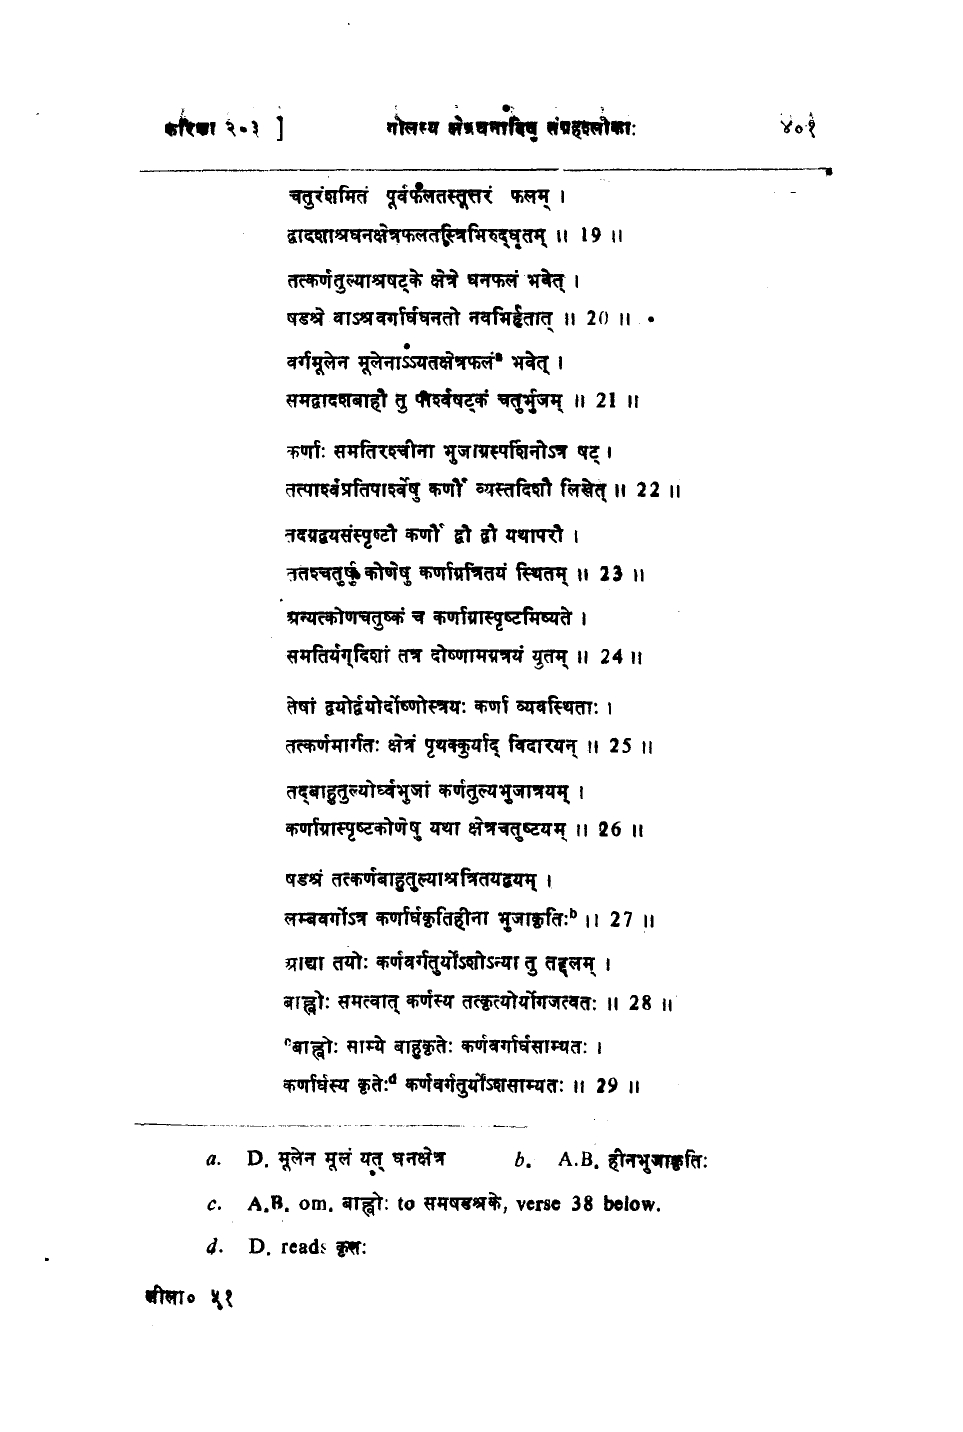 कारिका २०३ ] गोलस्य क्षेत्रघनादिषु संग्रहश्लोकाः ४०१
चतुरंशमितं पूर्वफलतस्तूत्तरं फलम् ।
द्वादशाश्रघनक्षेत्रफलतस्त्रिभिरुद्धृतम् ॥ 19 ॥
तत्कर्णतुल्याश्रषट्के क्षेत्रे घनफलं भवेत् ।
षडश्रे वाऽश्रवर्गार्धघनतो नवभिर्हृतात् ॥ 20 ॥
वर्गमूलेन मूलेनाऽऽयतक्षेत्रफलं<sup>a</sup> भवेत् ।
समद्वादशबाहौ तु पार्श्वषट्कं चतुर्भुजम् ॥ 21 ॥
कर्णाः समतिरश्चीना भुजाग्रस्पर्शिनोऽत्र षट् ।
तत्पार्श्वप्रतिपार्श्वेषु कर्णौ व्यस्तदिशौ लिखेत् ॥ 22 ॥
तदग्रद्वयसंस्पृष्टौ कर्णौ द्वौ द्वौ यथापरौ ।
ततश्चतुर्षु कोणेषु कर्णाग्रत्रितयं स्थितम् ॥ 23 ॥
अन्यत्कोणचतुष्कं च कर्णाग्रास्पृष्टमिष्यते ।
समतिर्यग्दिशां तत्र दोष्णामग्रत्रयं युतम् ॥ 24 ॥
तेषां द्वयोर्द्वयोर्दोष्णोस्त्रयः कर्णा व्यवस्थिताः ।
तत्कर्णमार्गतः क्षेत्रं पृथक्कुर्याद् विदारयन् ॥ 25 ॥
तद्बाहुतुल्योर्ध्वभुजां कर्णतुल्यभुजात्रयम् ।
कर्णाग्रास्पृष्टकोणेषु यथा क्षेत्रचतुष्टयम् ॥ 26 ॥
षडश्रं तत्कर्णबाहुतुल्याश्रत्रितयद्वयम् ।
लम्बवर्गोऽत्र कर्णार्धकृतिहीना भुजाकृतिः<sup>b</sup> ॥ 27 ॥
ग्राद्या तयोः कर्णवर्गतुर्योंऽशोऽन्या तु तद्दलम् ।
बाह्वोः समत्वात् कर्णस्य तत्कृत्योर्योगजत्वतः ॥ 28 ॥
<sup>c</sup>बाह्वोः साम्ये बाहुकृतेः कर्णवर्गार्धसाम्यतः ।
कर्णार्धस्य कृतेः<sup>d</sup> कर्णवर्गतुर्योंऽशसाम्यतः ॥ 29 ॥
a. D. मूलेन मूलं यत् घनक्षेत्र b. A.B. हीनभुजाकृतिः
c. A.B. om. बाह्वोः to समषडश्रके, verse 38 below.
d. D. reads कृतः
लीला० ५१